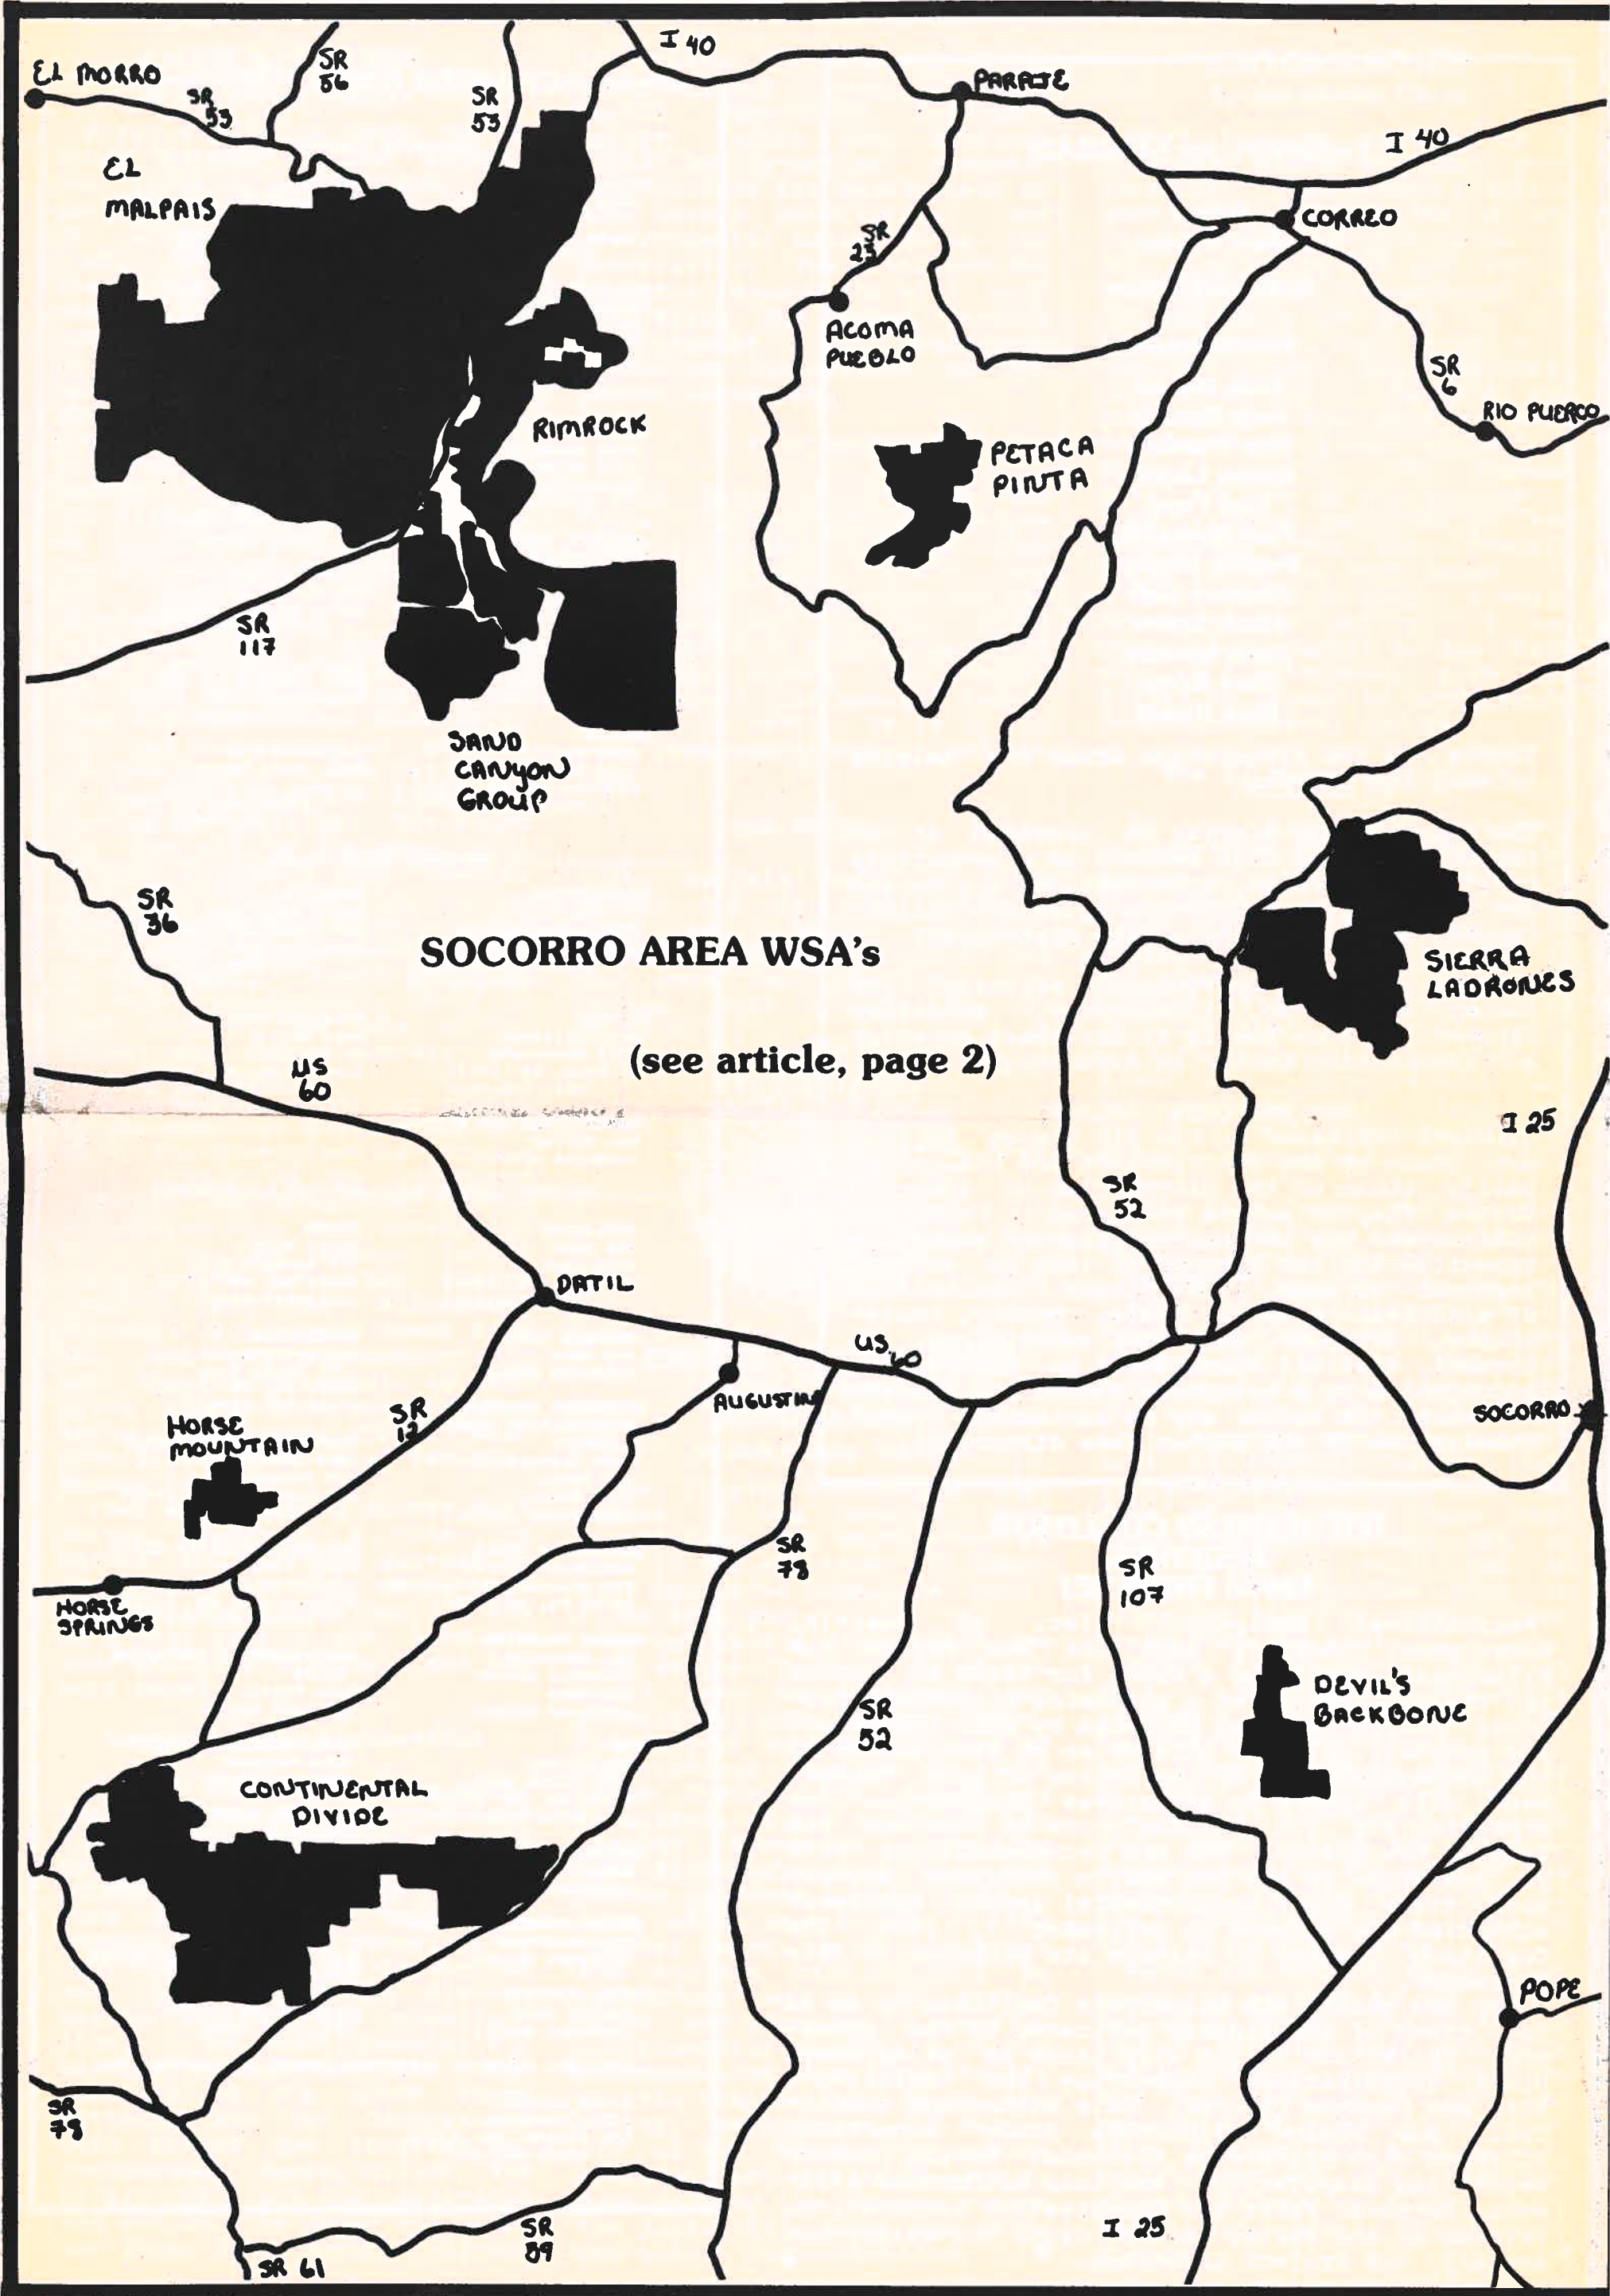 I 40
EL MORRO
SR
56
SR
53
SR
53
PARAJE
I 40
EL
MALPAIS
CORREO
SR
23
ACOMA
PUEBLO
SR
6
RIO PUERCO
RIMROCK
PETACA
PINTA
SR
117
SAND
CANYON
GROUP
SR
36
SOCORRO AREA WSA's
SIERRA
LADRONES
(see article, page 2)
US
60
I 25
SR
52
DATIL
US 60
AUGUSTINE
SR
12
HORSE
MOUNTAIN
SOCORRO
SR
78
SR
107
HORSE
SPRINGS
DEVIL'S
BACKBONE
SR
52
CONTINENTAL
DIVIDE
POPE
SR
78
I 25
SR
59
SR 61